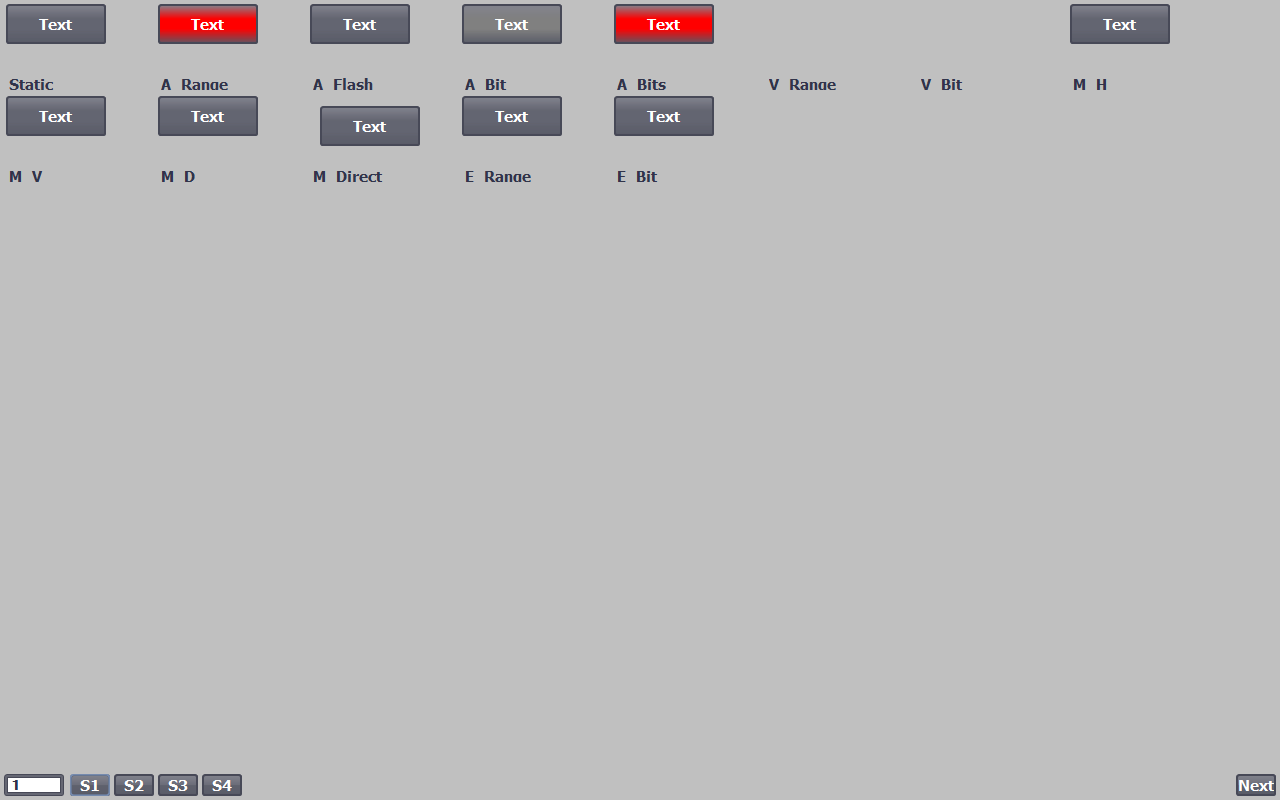 Text Text Text Text Text Text
Static A Range A Flash A Bit A Bits V Range V Bit M H
Text Text Text Text Text
M V M D M Direct E Range E Bit
1 S1 S2 S3 S4 Next